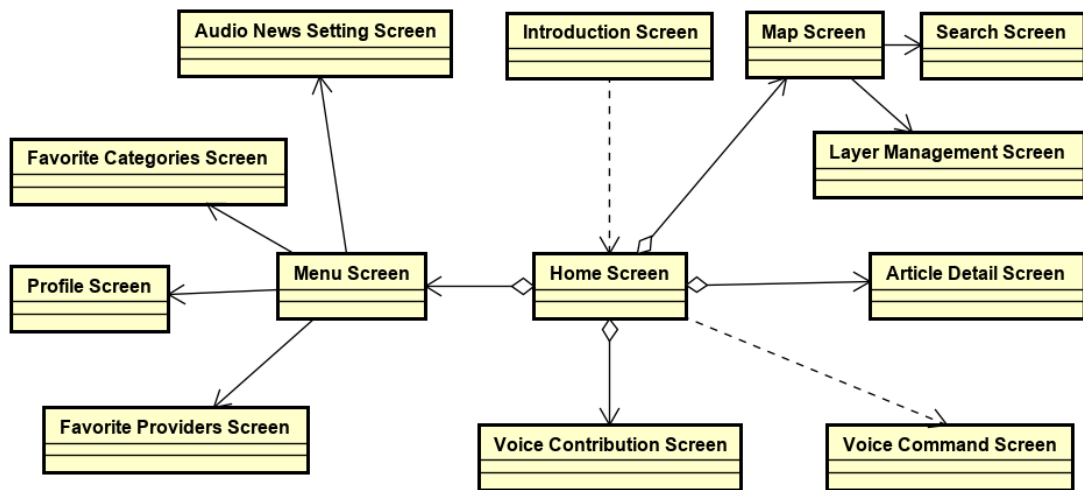 Audio News Setting Screen
Introduction Screen
Map Screen
Search Screen
Favorite Categories Screen
Layer Management Screen
Profile Screen
Menu Screen
Home Screen
Article Detail Screen
Favorite Providers Screen
Voice Contribution Screen
Voice Command Screen